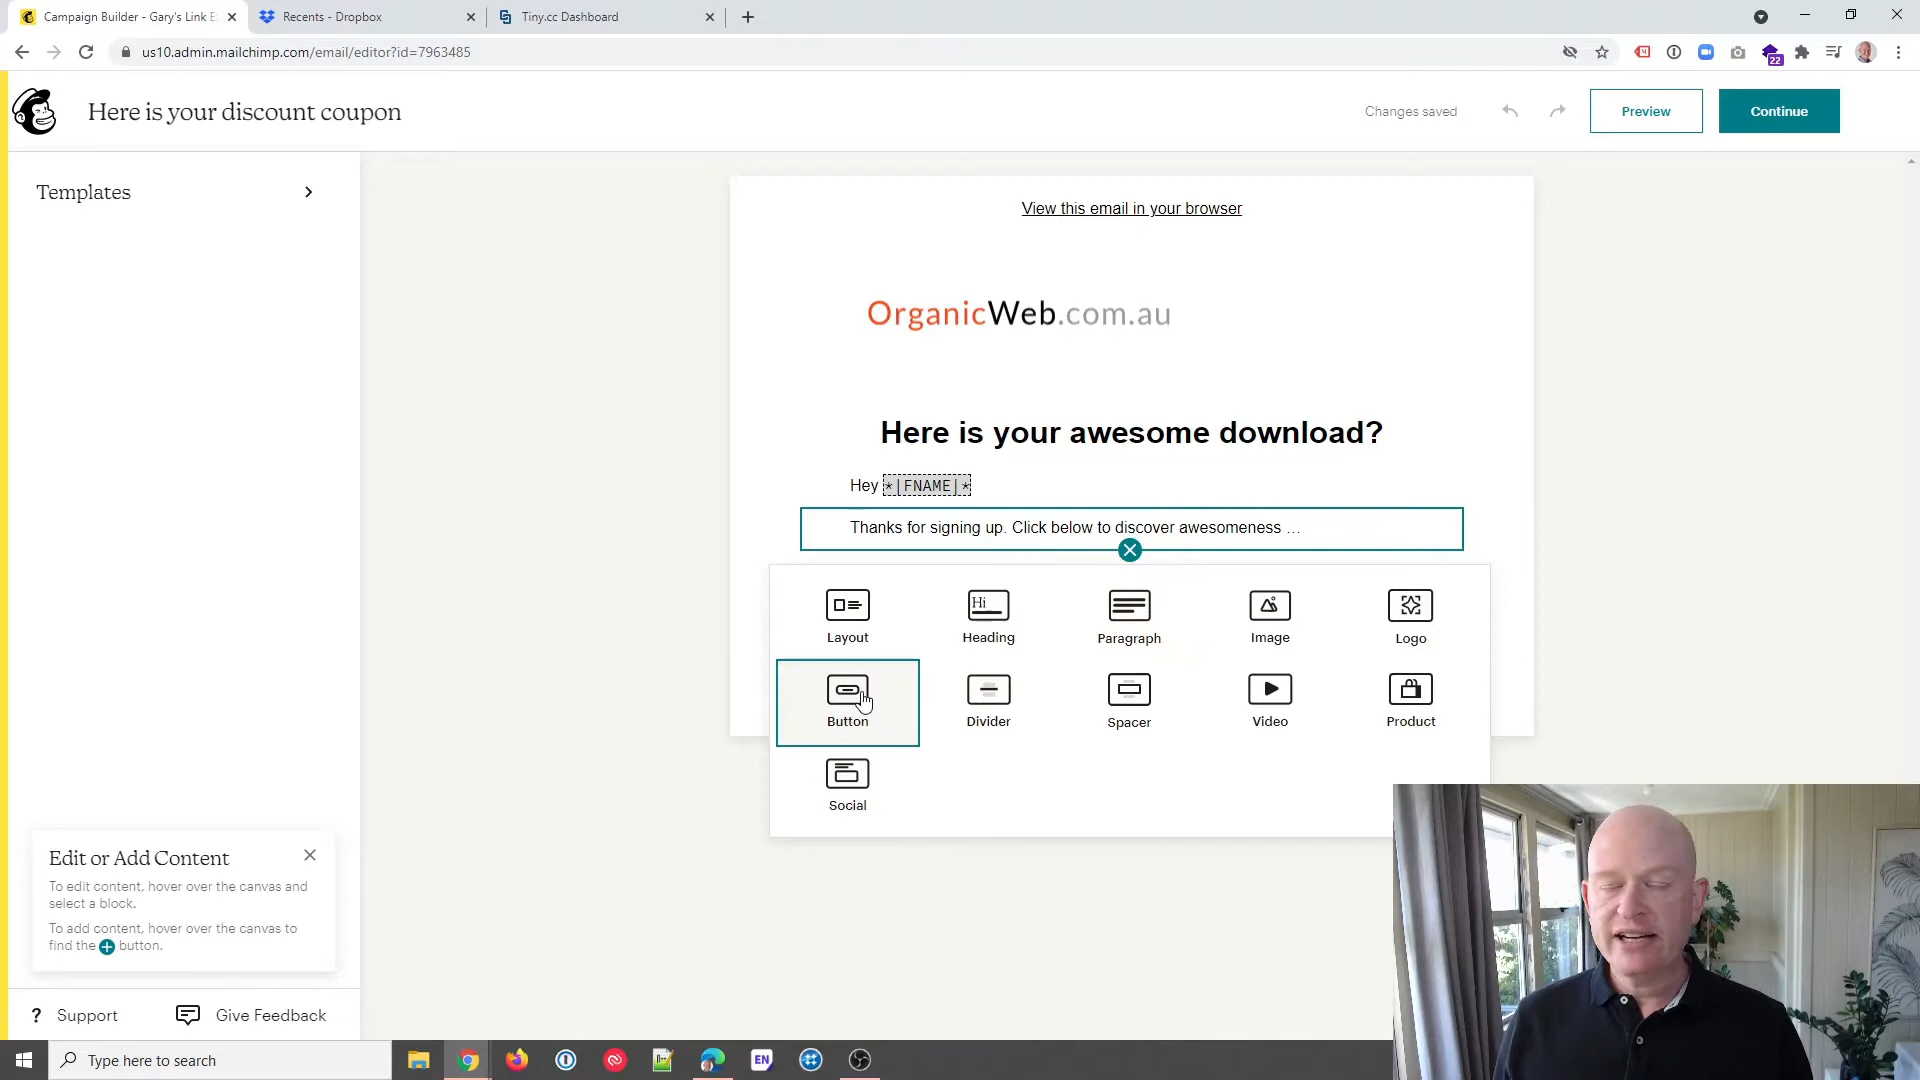 Campaign Builder - Gary's Link E
Recents - Dropbox
Tiny.cc Dashboard
us10.admin.mailchimp.com/email/editor?id=7963485
22
Here is your discount coupon
Changes saved
Preview
Continue
Templates
View this email in your browser
OrganicWeb.com.au
Here is your awesome download?
Hey *|FNAME|*
Thanks for signing up. Click below to discover awesomeness ...
Layout
Heading
Paragraph
Image
Logo
Button
Divider
Spacer
Video
Product
Social
Edit or Add Content
To edit content, hover over the canvas and
select a block.
To add content, hover over the canvas to
find the + button.
? Support
Give Feedback
Type here to search
EN